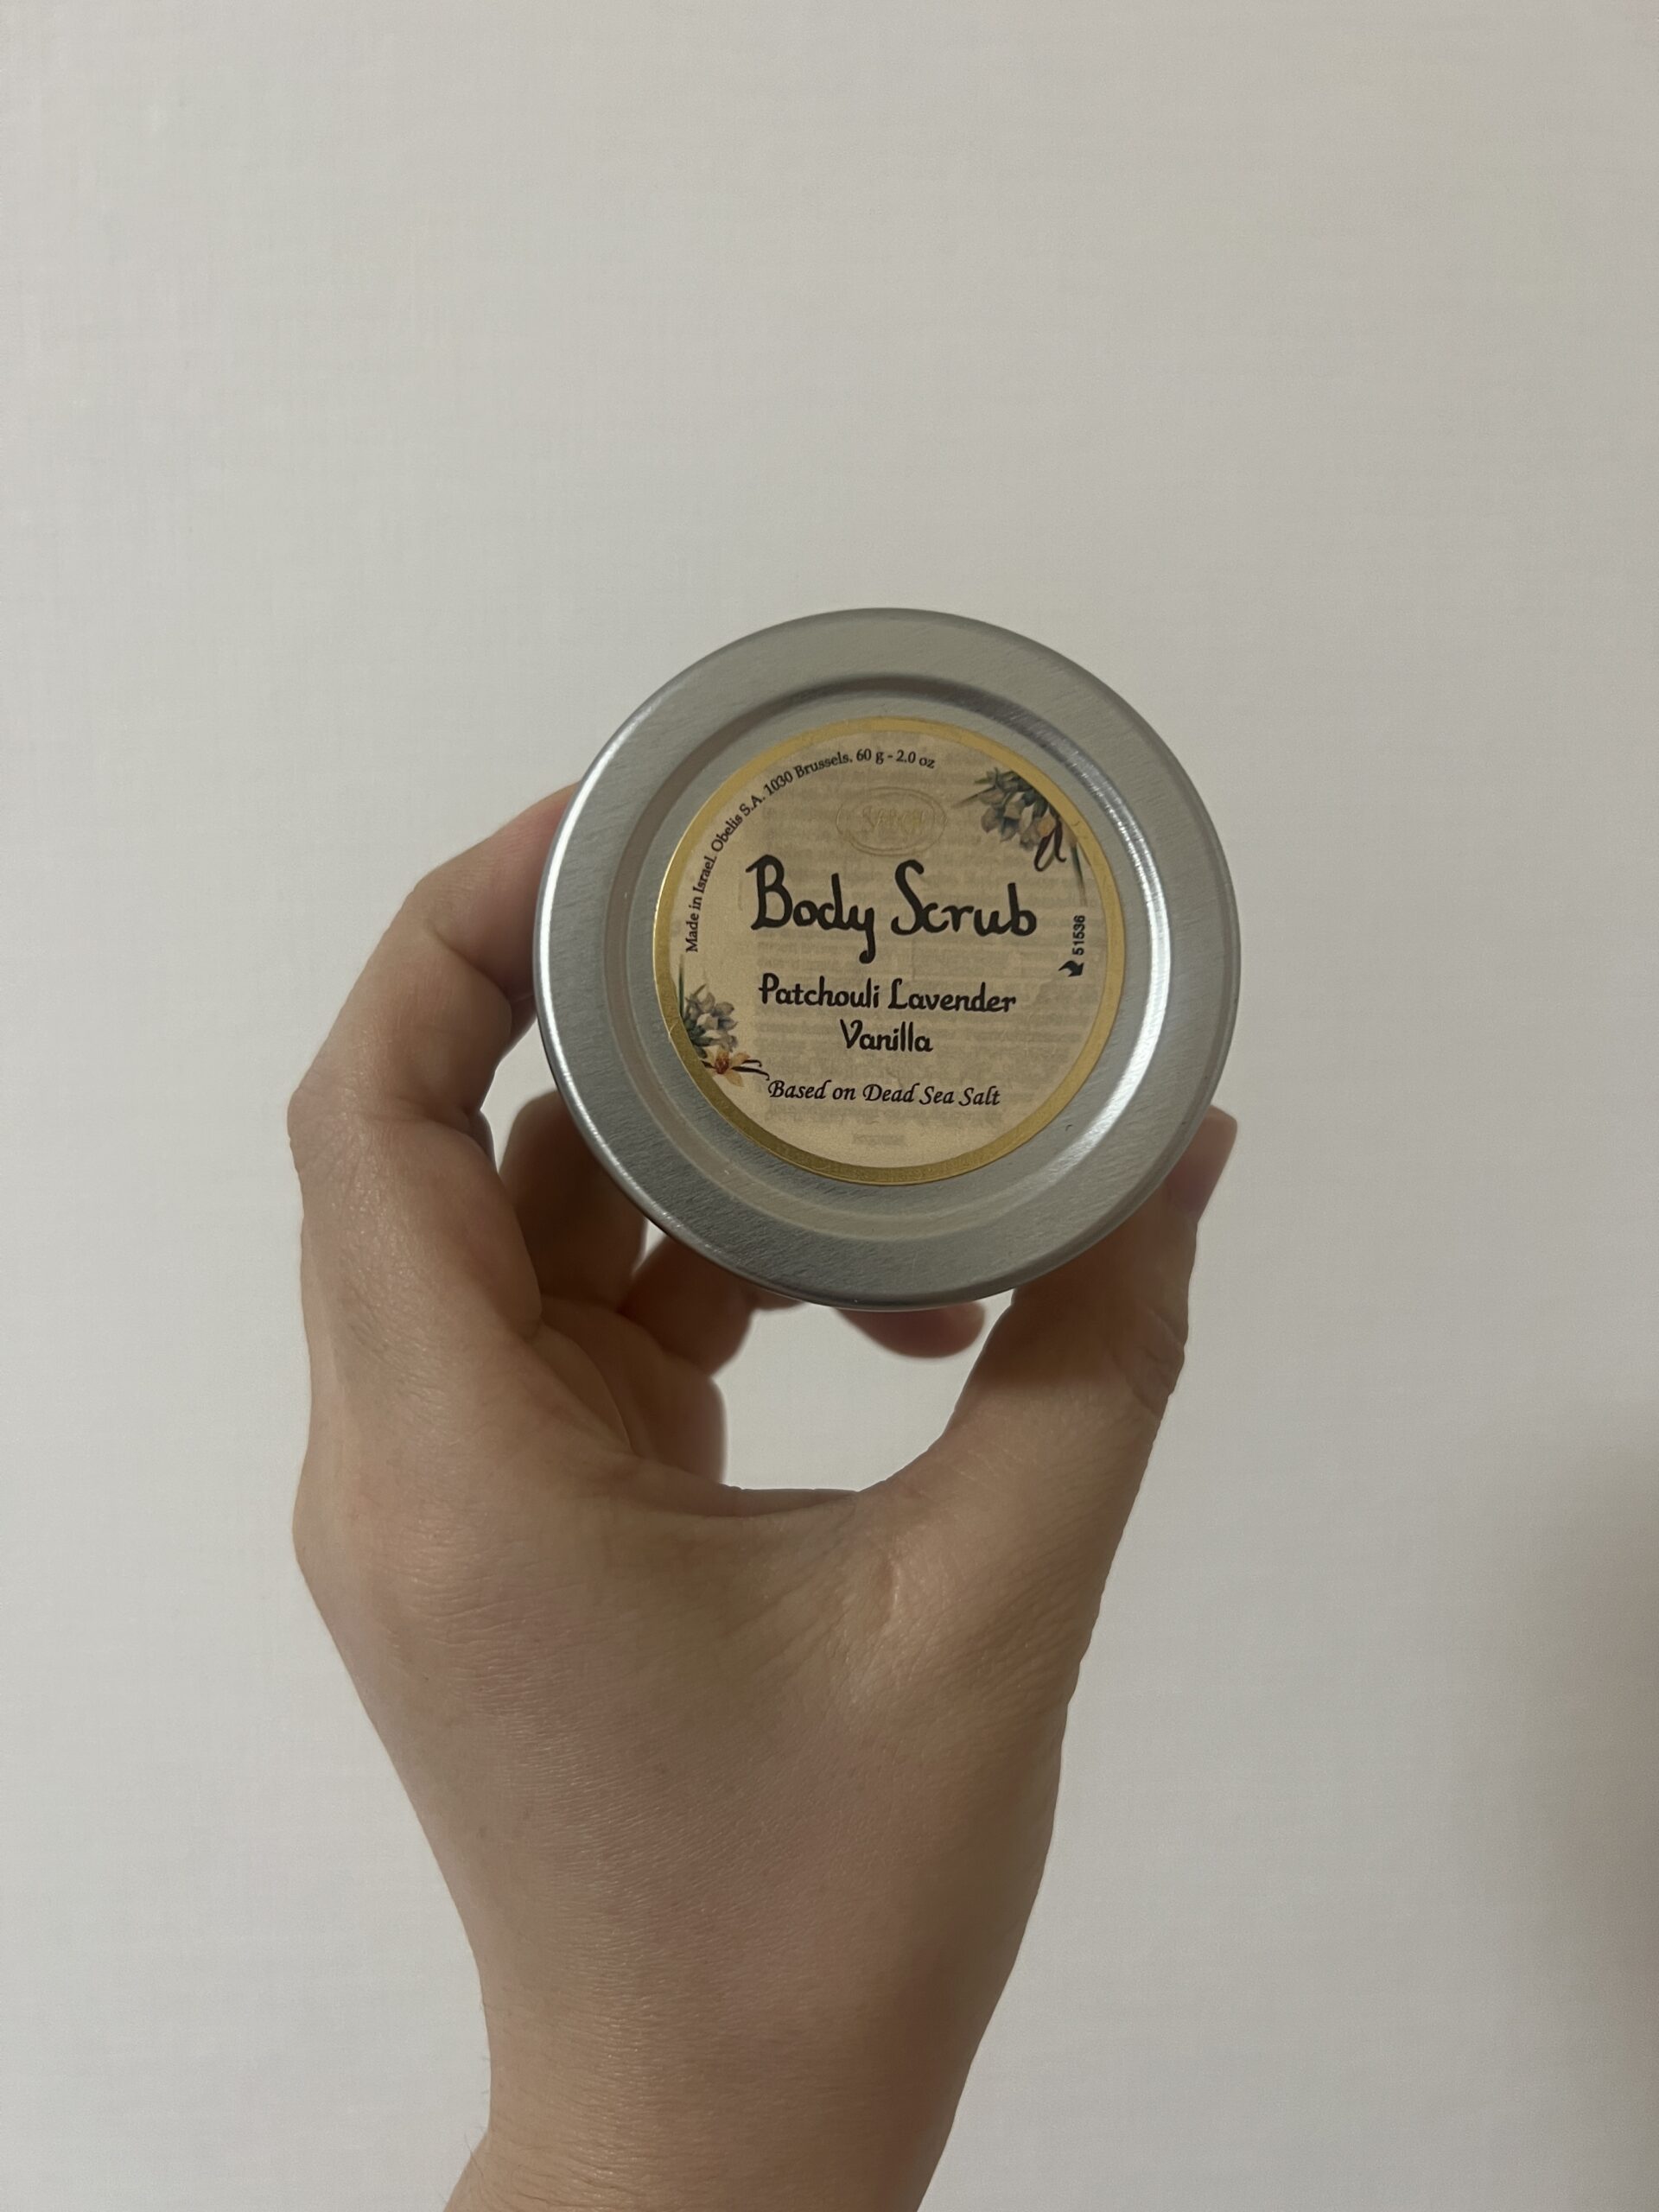 Made in Israel. Obelis S.A. 1030 Brussels. 60 g - 2.0 oz
Body Scrub
Patchouli Lavender
Vanilla
Based on Dead Sea Salt
51536